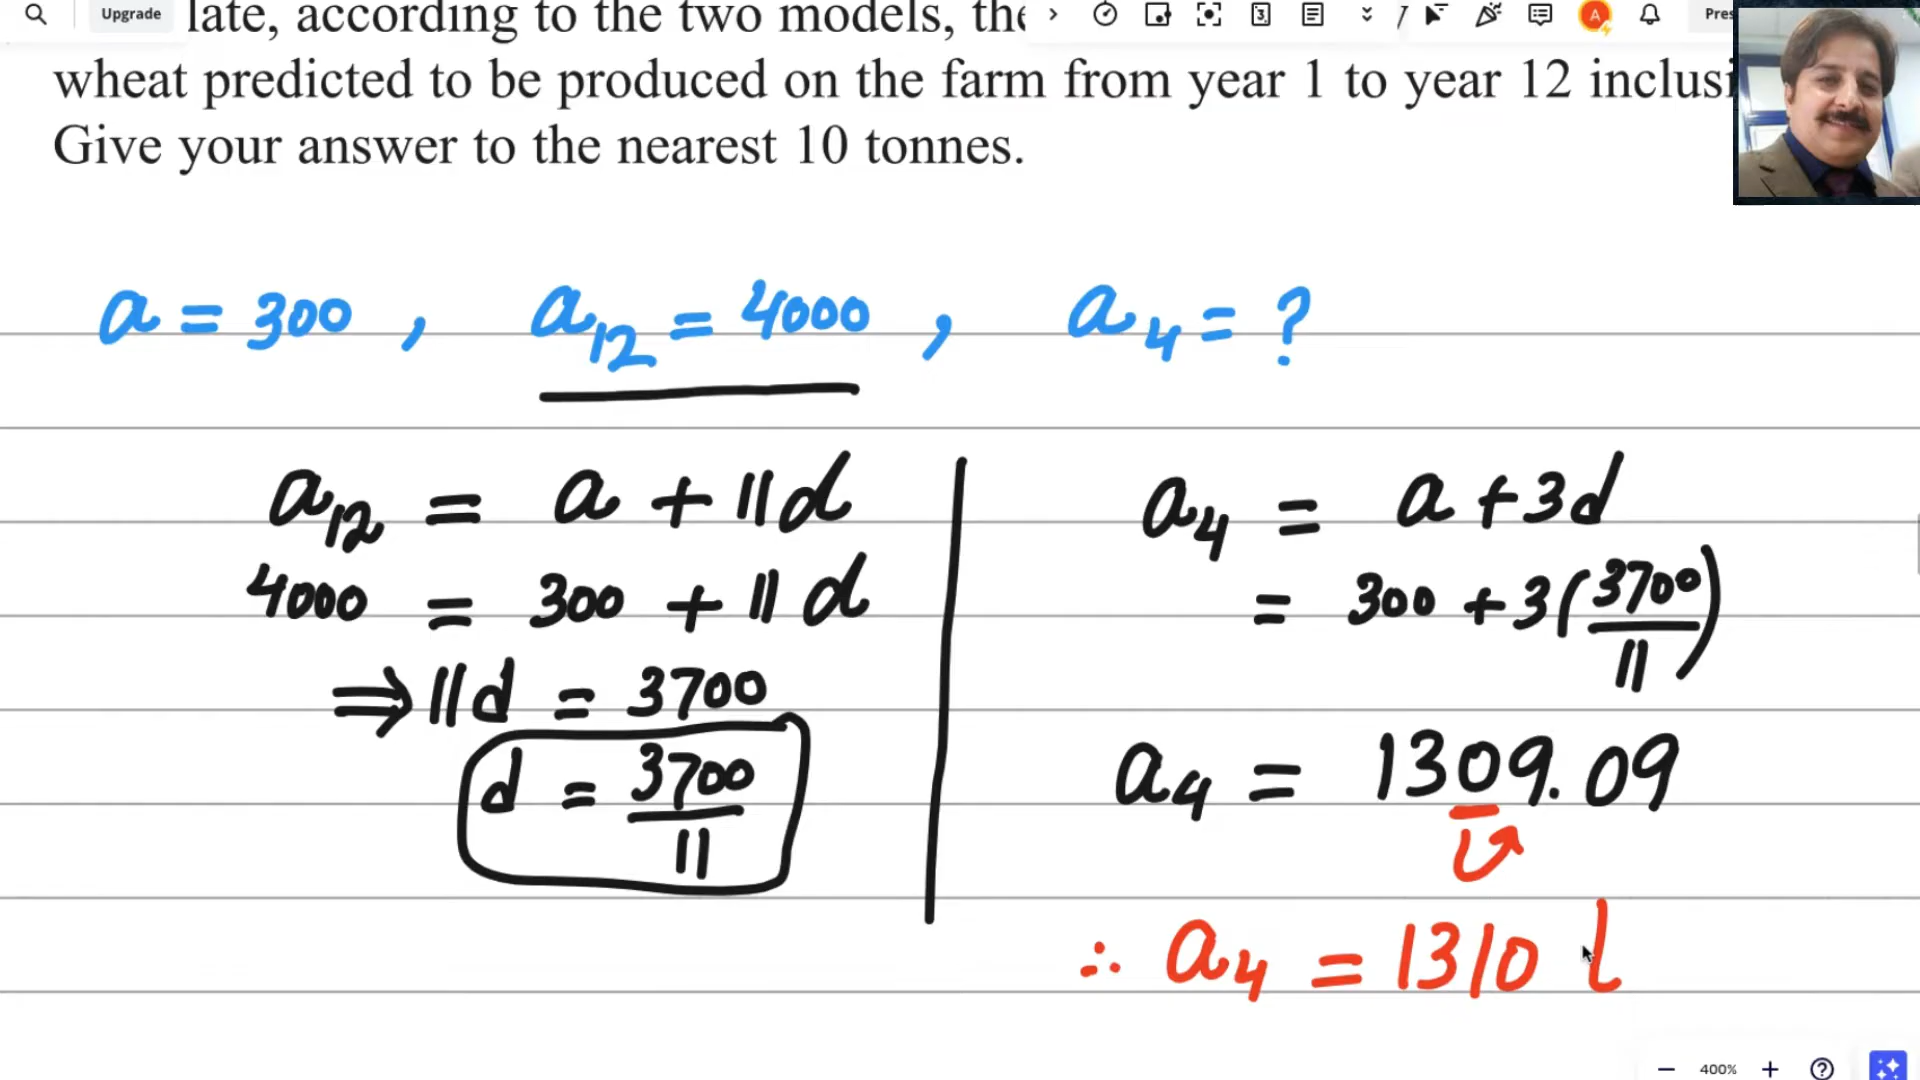 Upgrade
late, according to the two models, the
Pres
wheat predicted to be produced on the farm from year 1 to year 12 inclusi
Give your answer to the nearest 10 tonnes.
a = 300 , a₁₂ = 4000 , a₄ = ?
a₁₂ = a + 11d
4000 = 300 + 11d
⇒ 11d = 3700
d = 3700/11
a₄ = a + 3d
= 300 + 3(3700/11)
a₄ = 1309.09
∴ a₄ = 1310 l
400%